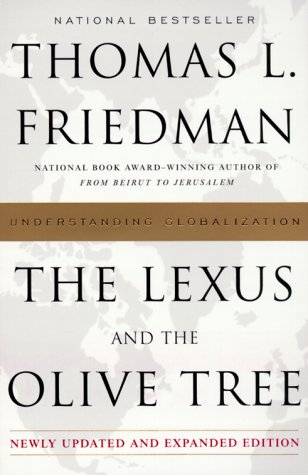 NATIONAL BESTSELLER
THOMAS L.
FRIEDMAN
NATIONAL BOOK AWARD–WINNING AUTHOR OF
FROM BEIRUT TO JERUSALEM
UNDERSTANDING GLOBALIZATION
THE LEXUS
AND THE
OLIVE TREE
NEWLY UPDATED AND EXPANDED EDITION